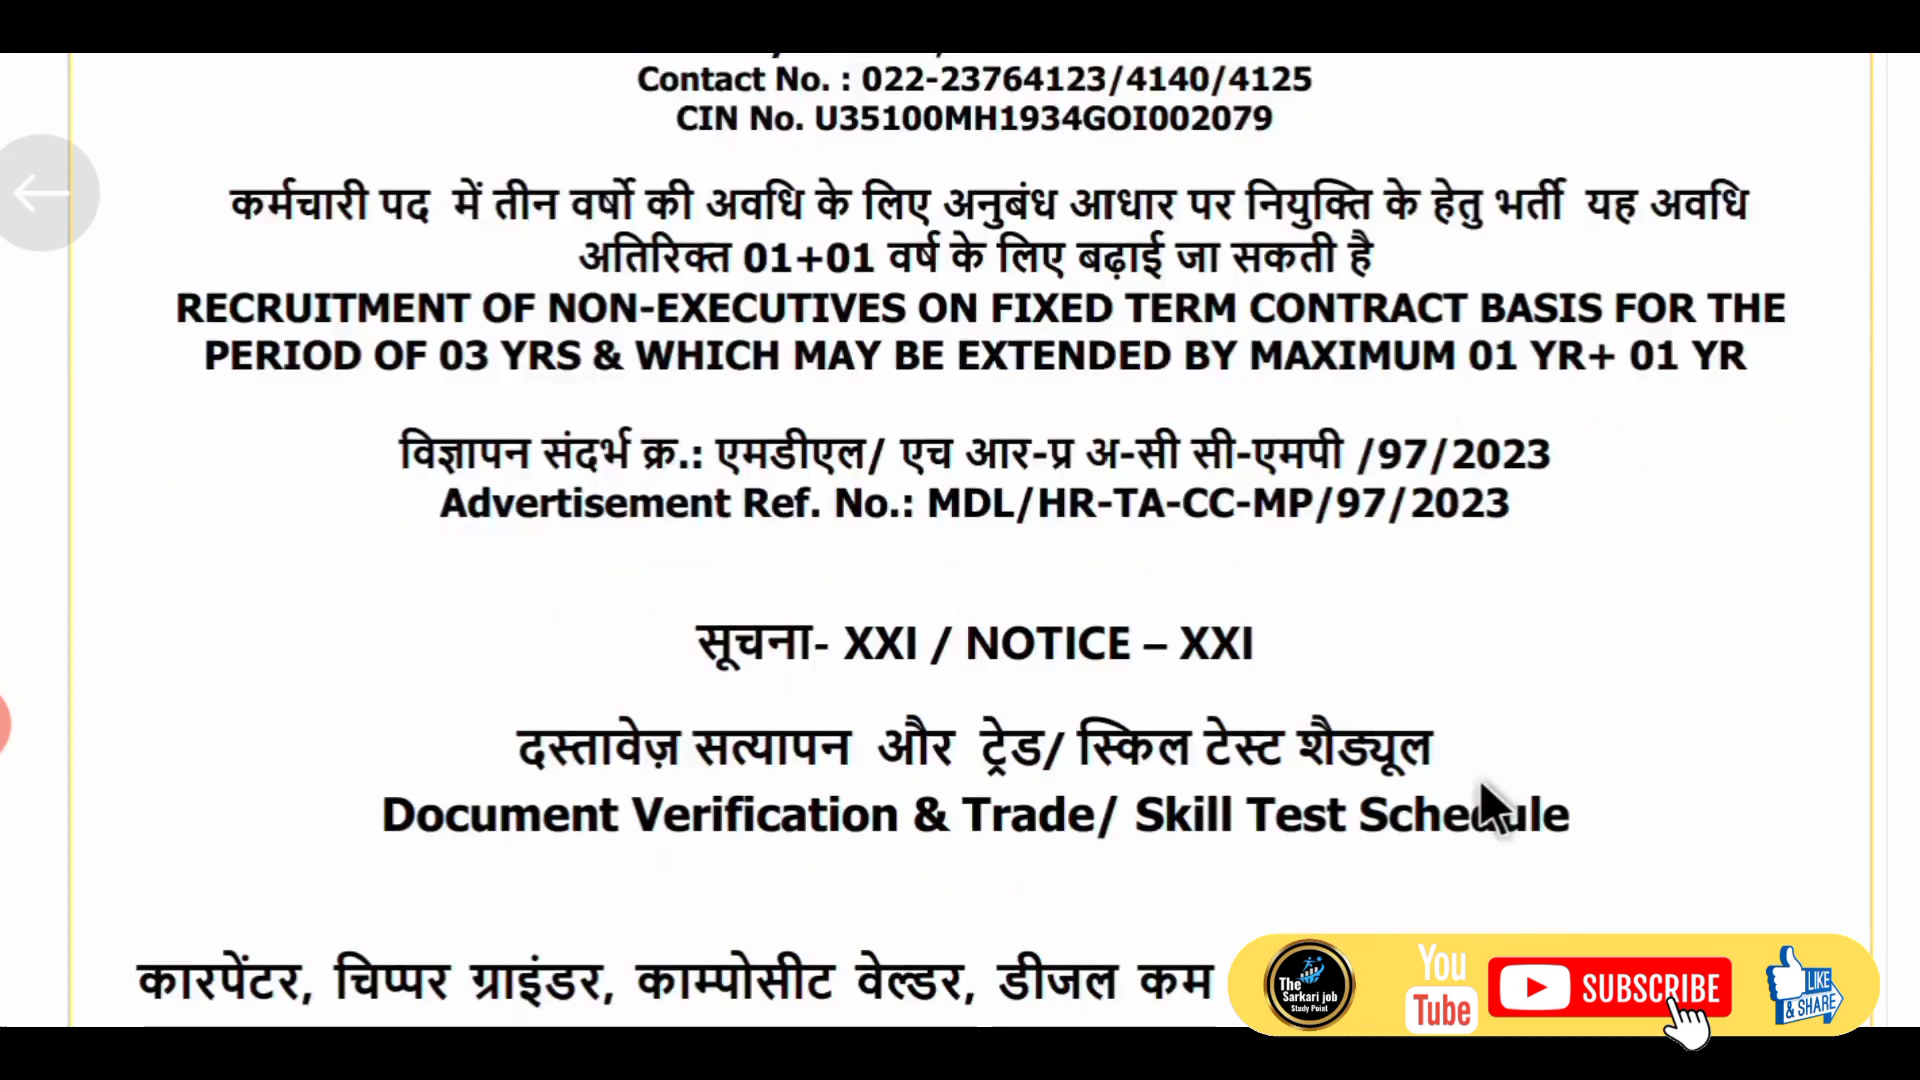 Contact No. : 022-23764123/4140/4125
CIN No. U35100MH1934GOI002079
कर्मचारी पद में तीन वर्षो की अवधि के लिए अनुबंध आधार पर नियुक्ति के हेतु भर्ती यह अवधि
अतिरिक्त 01+01 वर्ष के लिए बढ़ाई जा सकती है
RECRUITMENT OF NON-EXECUTIVES ON FIXED TERM CONTRACT BASIS FOR THE
PERIOD OF 03 YRS & WHICH MAY BE EXTENDED BY MAXIMUM 01 YR+ 01 YR
विज्ञापन संदर्भ क्र.: एमडीएल/ एच आर-प्र अ-सी सी-एमपी /97/2023
Advertisement Ref. No.: MDL/HR-TA-CC-MP/97/2023
सूचना- XXI / NOTICE – XXI
दस्तावेज़ सत्यापन और ट्रेड/ स्किल टेस्ट शैड्यूल
Document Verification & Trade/ Skill Test Schedule
कारपेंटर, चिप्पर ग्राइंडर, काम्पोसीट वेल्डर, डीजल कम
The
Sarkari job
Study Point
You
Tube
SUBSCRIBE
LIKE
& SHARE